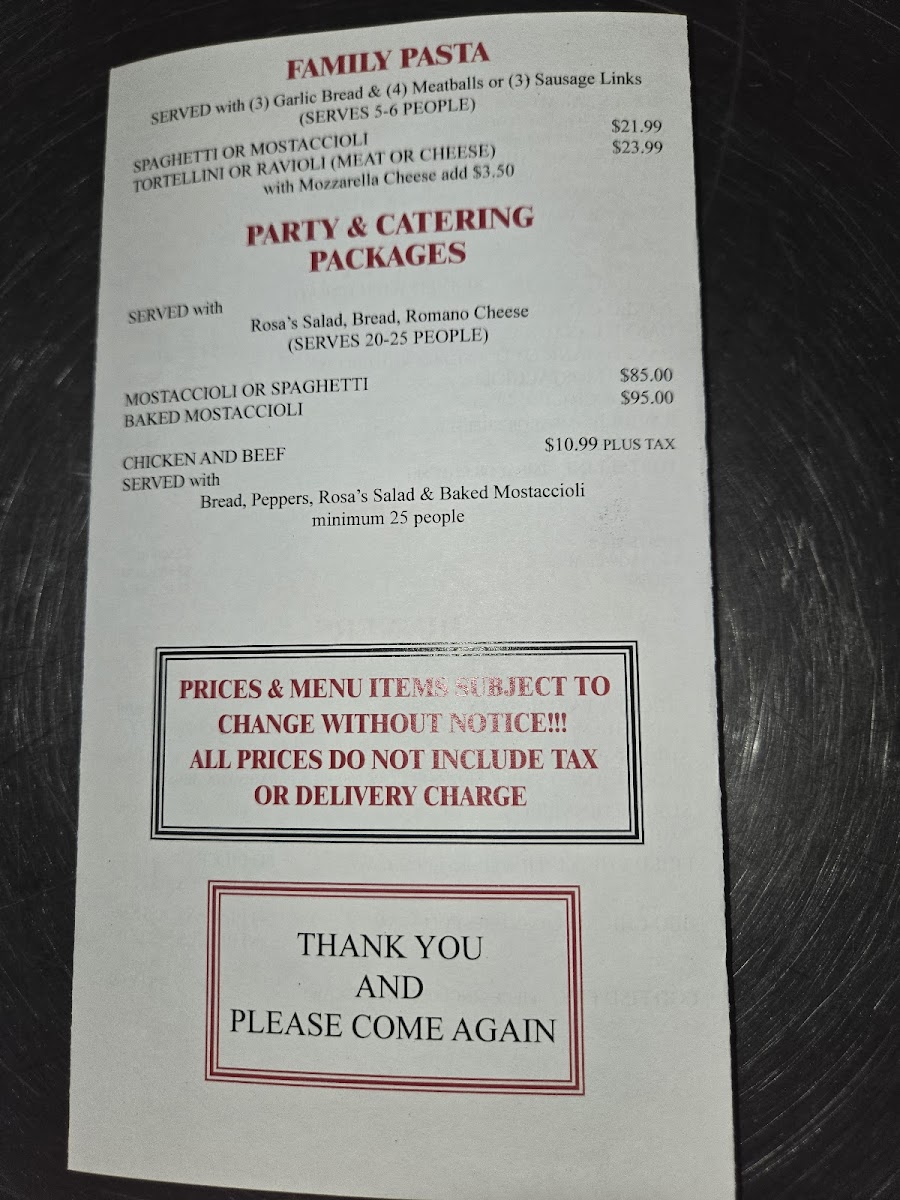 FAMILY PASTA
SERVED with (3) Garlic Bread & (4) Meatballs or (3) Sausage Links
(SERVES 5-6 PEOPLE)
SPAGHETTI OR MOSTACCIOLI $21.99
TORTELLINI OR RAVIOLI (MEAT OR CHEESE) $23.99
with Mozzarella Cheese add $3.50
PARTY & CATERING
PACKAGES
SERVED with
Rosa's Salad, Bread, Romano Cheese
(SERVES 20-25 PEOPLE)
MOSTACCIOLI OR SPAGHETTI $85.00
BAKED MOSTACCIOLI $95.00
CHICKEN AND BEEF $10.99 PLUS TAX
SERVED with
Bread, Peppers, Rosa's Salad & Baked Mostaccioli
minimum 25 people
PRICES & MENU ITEMS SUBJECT TO
CHANGE WITHOUT NOTICE!!!
ALL PRICES DO NOT INCLUDE TAX
OR DELIVERY CHARGE
THANK YOU
AND
PLEASE COME AGAIN